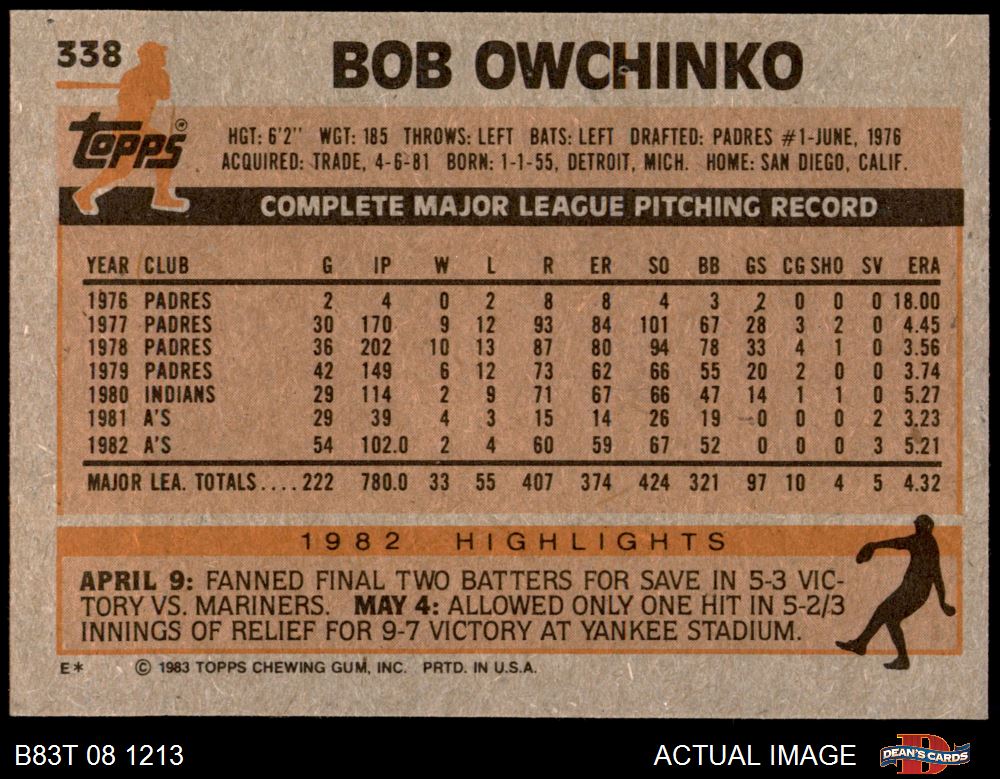 338
BOB OWCHINKO
Topps®
HGT: 6'2" WGT: 185 THROWS: LEFT BATS: LEFT DRAFTED: PADRES #1-JUNE, 1976
ACQUIRED: TRADE, 4-6-81 BORN: 1-1-55, DETROIT, MICH. HOME: SAN DIEGO, CALIF.
COMPLETE MAJOR LEAGUE PITCHING RECORD
YEAR CLUB G IP W L R ER SO BB GS CG SHO SV ERA
1976 PADRES 2 4 0 2 8 8 4 3 2 0 0 0 18.00
1977 PADRES 30 170 9 12 93 84 101 67 28 3 2 0 4.45
1978 PADRES 36 202 10 13 87 80 94 78 33 4 1 0 3.56
1979 PADRES 42 149 6 12 73 62 66 55 20 2 0 0 3.74
1980 INDIANS 29 114 2 9 71 67 66 47 14 1 1 0 5.27
1981 A'S 29 39 4 3 15 14 26 19 0 0 0 2 3.23
1982 A'S 54 102.0 2 4 60 59 67 52 0 0 0 3 5.21
MAJOR LEA. TOTALS....222 780.0 33 55 407 374 424 321 97 10 4 5 4.32
1982 HIGHLIGHTS
APRIL 9: FANNED FINAL TWO BATTERS FOR SAVE IN 5-3 VIC-
TORY VS. MARINERS. MAY 4: ALLOWED ONLY ONE HIT IN 5-2/3
INNINGS OF RELIEF FOR 9-7 VICTORY AT YANKEE STADIUM.
E* © 1983 TOPPS CHEWING GUM, INC. PRTD. IN U.S.A.
B83T 08 1213 ACTUAL IMAGE DEAN'S CARDS